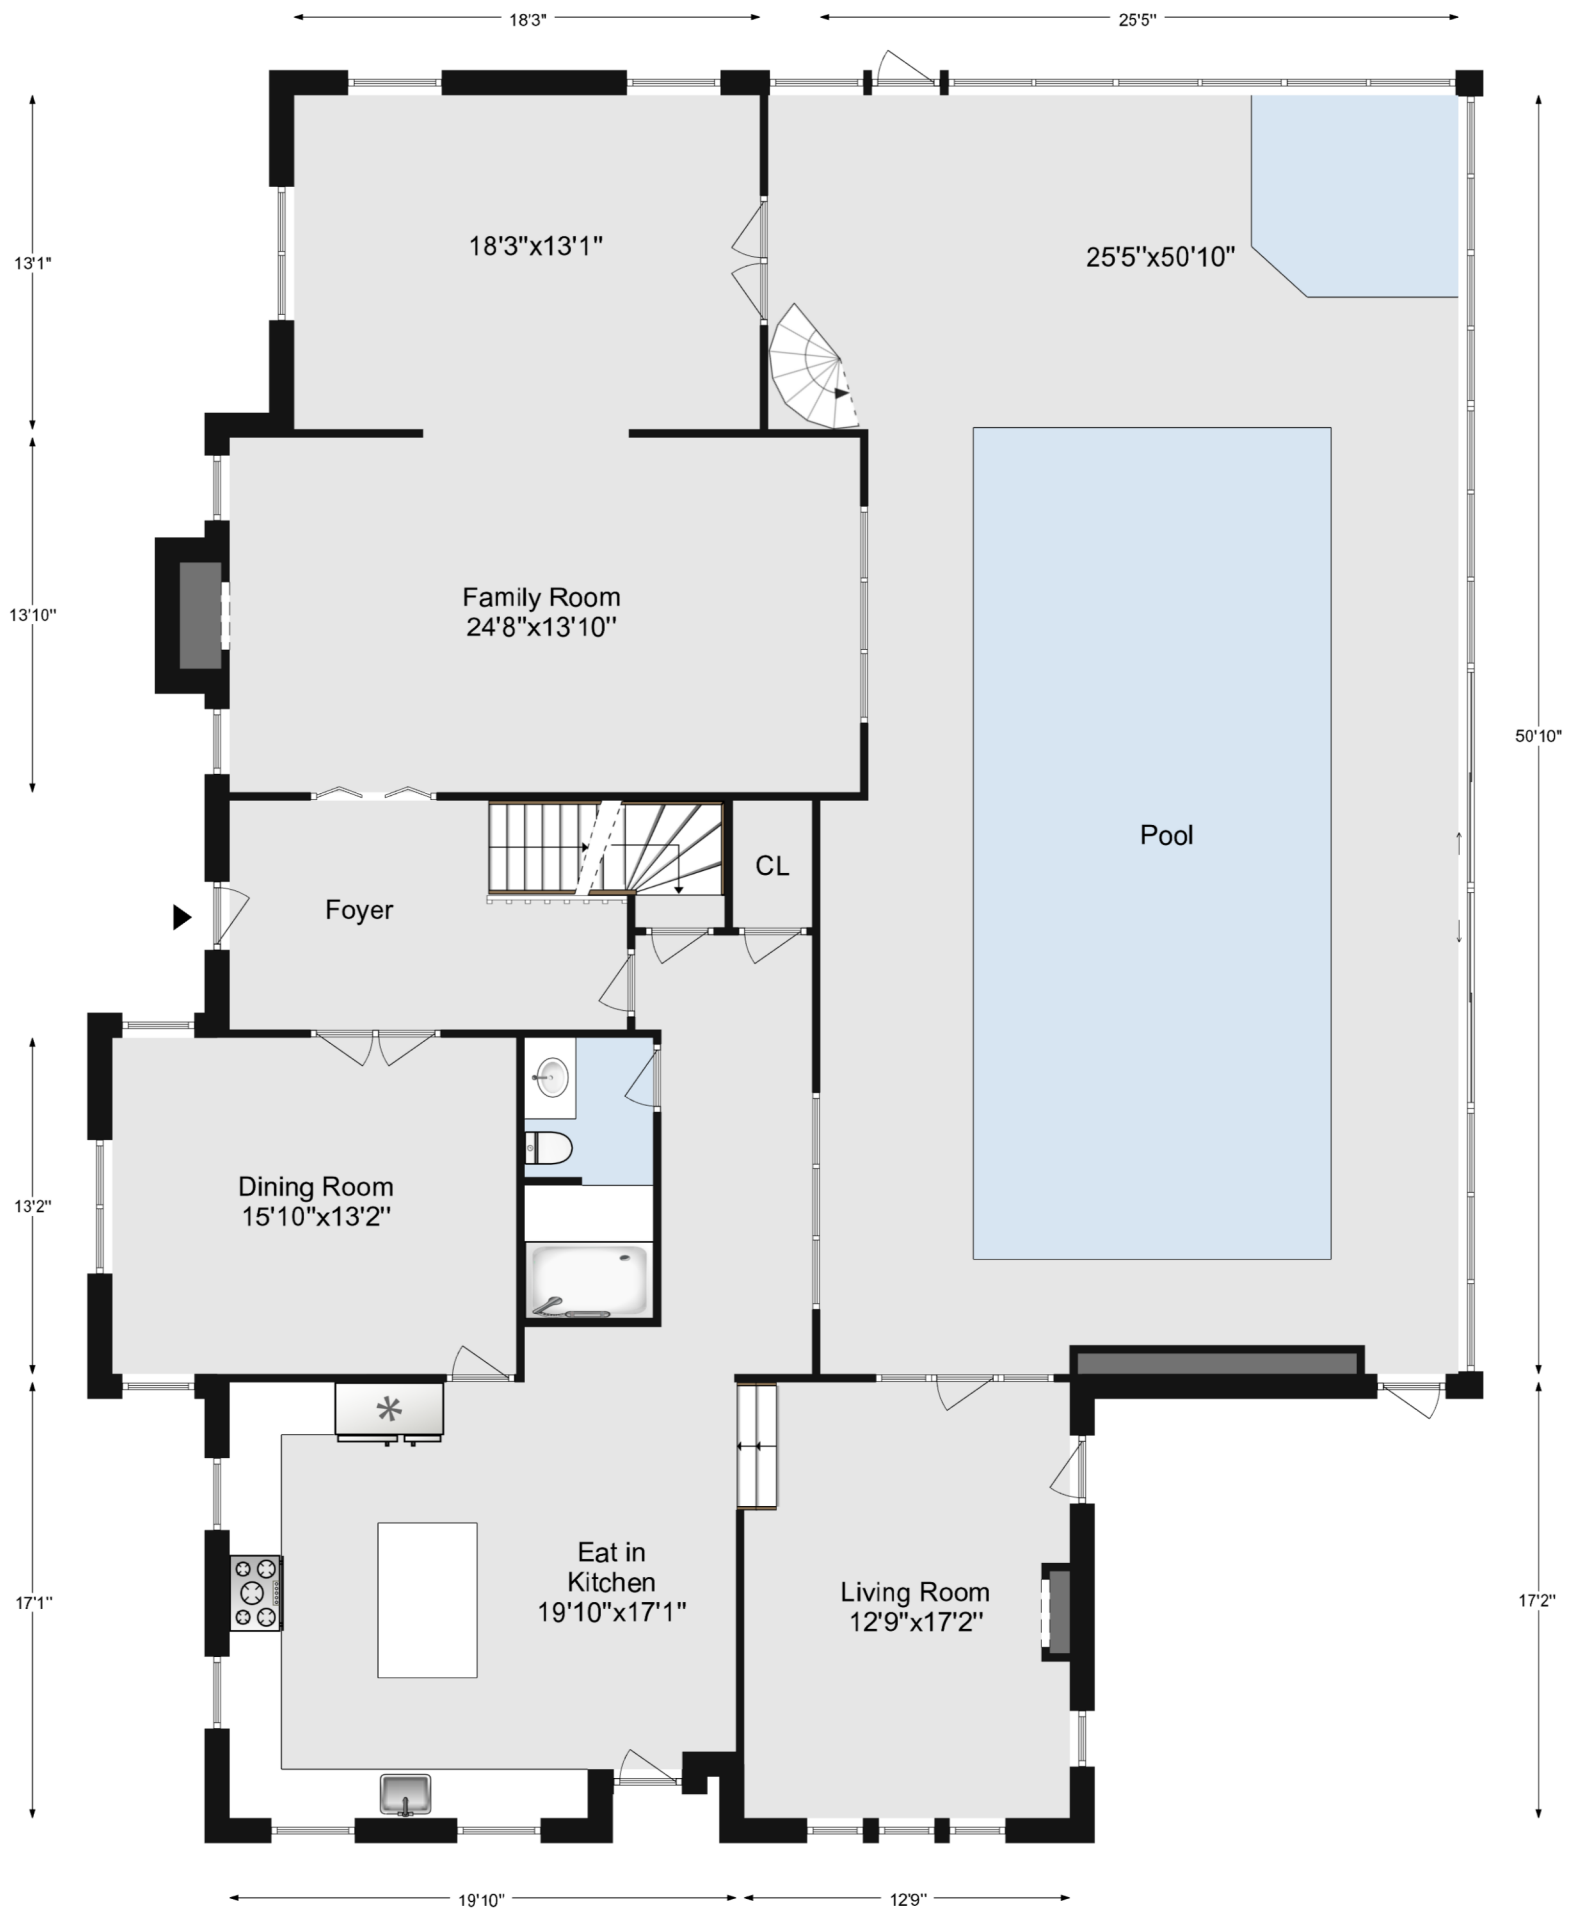 18'3"
25'5"
13'1"
18'3"x13'1"
25'5"x50'10"
Family Room
24'8"x13'10"
13'10"
50'10"
Pool
CL
Foyer
Dining Room
15'10"x13'2"
13'2"
Eat in
Kitchen
19'10"x17'1"
Living Room
12'9"x17'2"
17'1"
17'2"
19'10"
12'9"